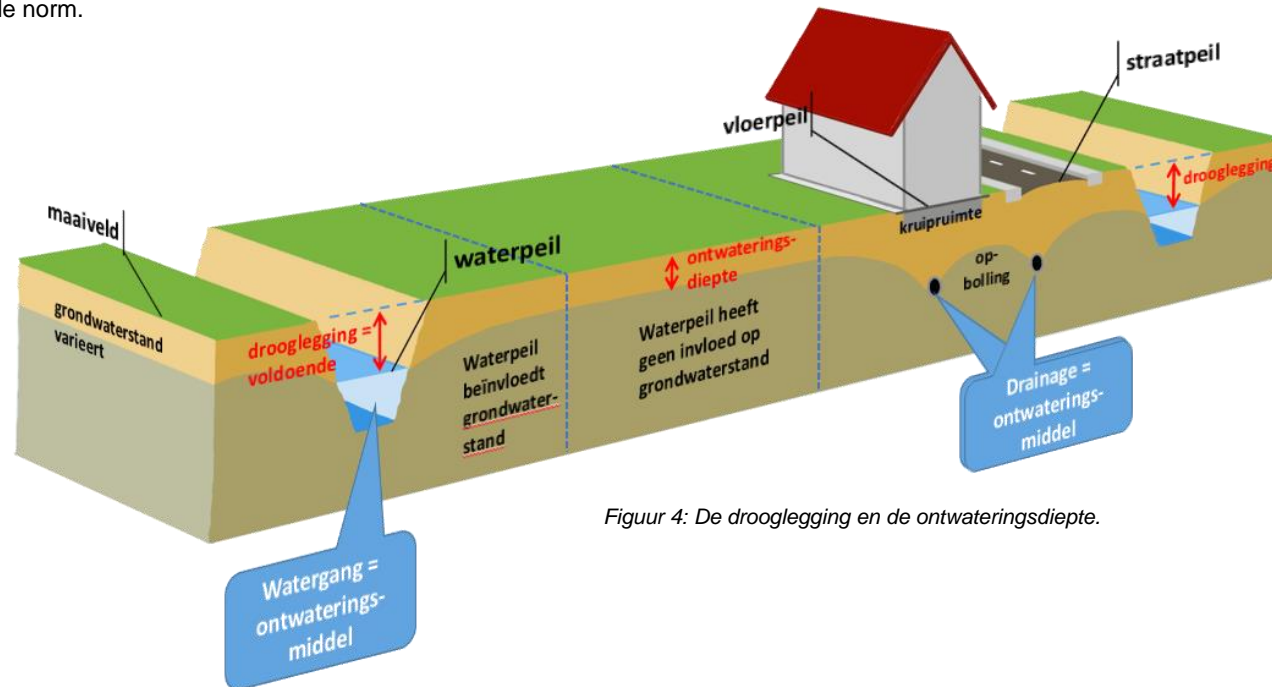 de norm.
straatpeil
vloerpeil
drooglegging
maaiveld
waterpeil
kruipruimte
ontwaterings-
diepte
op-
bolling
grondwaterstand
varieert
drooglegging =
voldoende
Waterpeil
beïnvloedt
grondwater-
stand
Waterpeil heeft
geen invloed op
grondwaterstand
Drainage =
ontwaterings-
middel
Figuur 4: De drooglegging en de ontwateringsdiepte.
Watergang =
ontwaterings-
middel